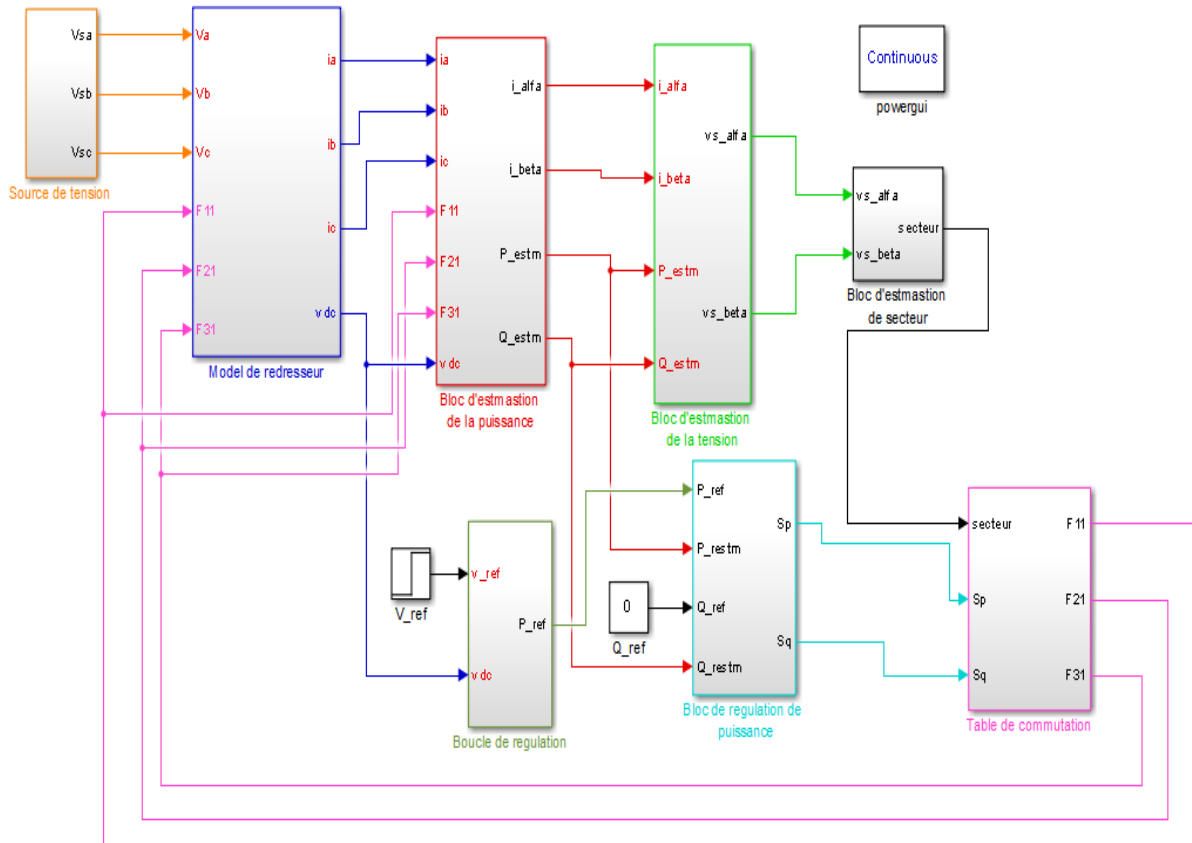 Vsa
Vsb
Vsc
Source de tension
Va
Vb
Vc
F11
F21
F31
ia
ib
ic
vdc
Model de redresseur
ia
ib
ic
F11
F21
F31
vdc
i_alfa
i_beta
P_estm
Q_estm
Bloc d'estmastion
de la puissance
i_alfa
i_beta
P_estm
Q_estm
vs_alfa
vs_beta
Bloc d'estmastion
de la tension
Continuous
powergui
vs_alfa
vs_beta
secteur
Bloc d'estmastion
de secteur
V_ref
v_ref
vdc
P_ref
Boucle de regulation
0
Q_ref
P_ref
P_restm
Q_ref
Q_restm
Sp
Sq
Bloc de regulation de
puissance
secteur
Sp
Sq
F11
F21
F31
Table de commutation